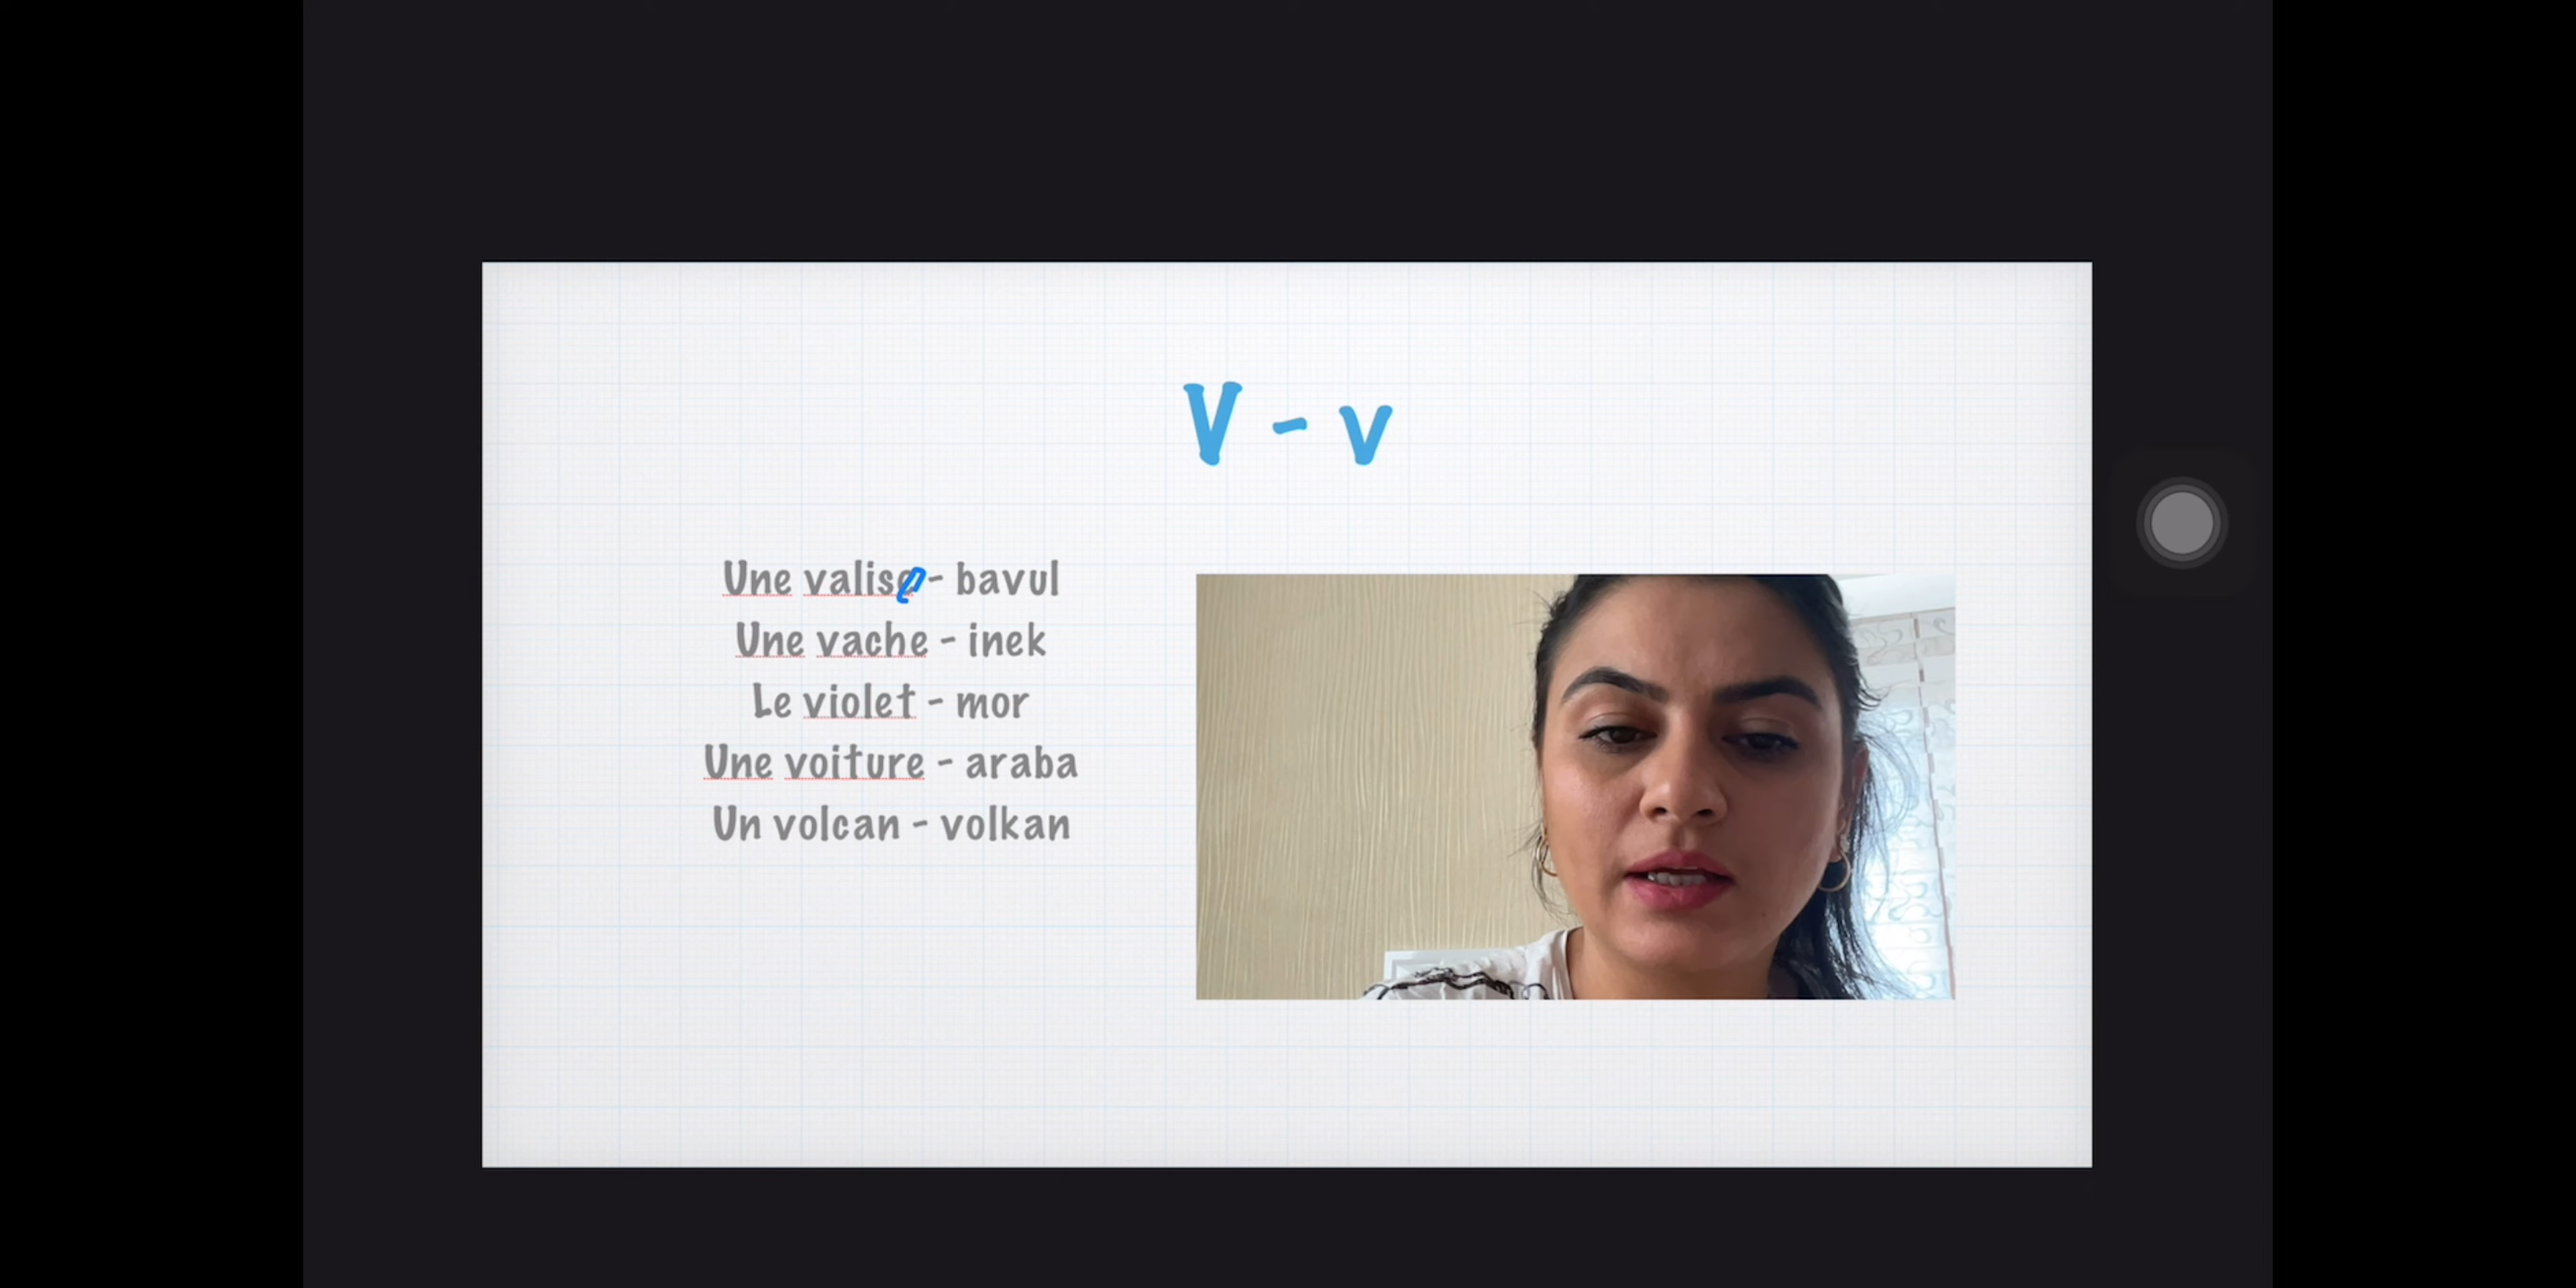 V - v
Une valise - bavul
Une vache - inek
Le violet - mor
Une voiture - araba
Un volcan - volkan